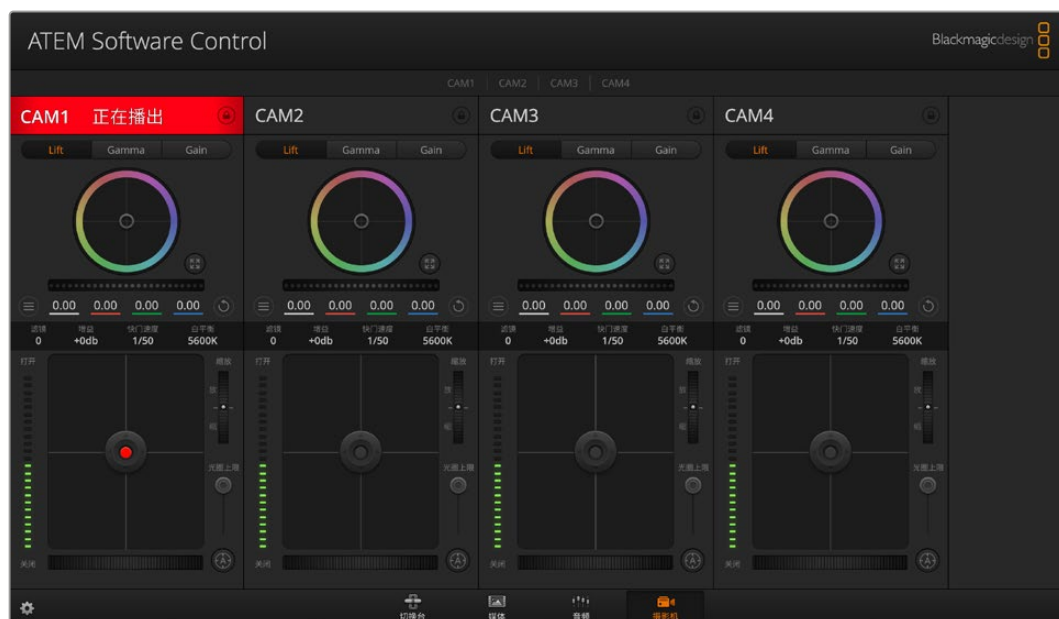 ATEM Software Control
Blackmagicdesign
CAM1 CAM2 CAM3 CAM4
CAM1 正在播出 CAM2 CAM3 CAM4
Lift Gamma Gain Lift Gamma Gain Lift Gamma Gain Lift Gamma Gain
0.00 0.00 0.00 0.00 0.00 0.00 0.00 0.00 0.00 0.00 0.00 0.00 0.00 0.00 0.00 0.00
滤镜 增益 快门速度 白平衡 滤镜 增益 快门速度 白平衡 滤镜 增益 快门速度 白平衡 滤镜 增益 快门速度 白平衡
0 +0db 1/50 5600K 0 +0db 1/50 5600K 0 +0db 1/50 5600K 0 +0db 1/50 5600K
打开 缩放 打开 缩放 打开 缩放 打开 缩放
放 放 放 放
缩 缩 缩 缩
光圈上限 光圈上限 光圈上限 光圈上限
关闭 A 关闭 A 关闭 A 关闭 A
切换台 媒体 音频 摄影机